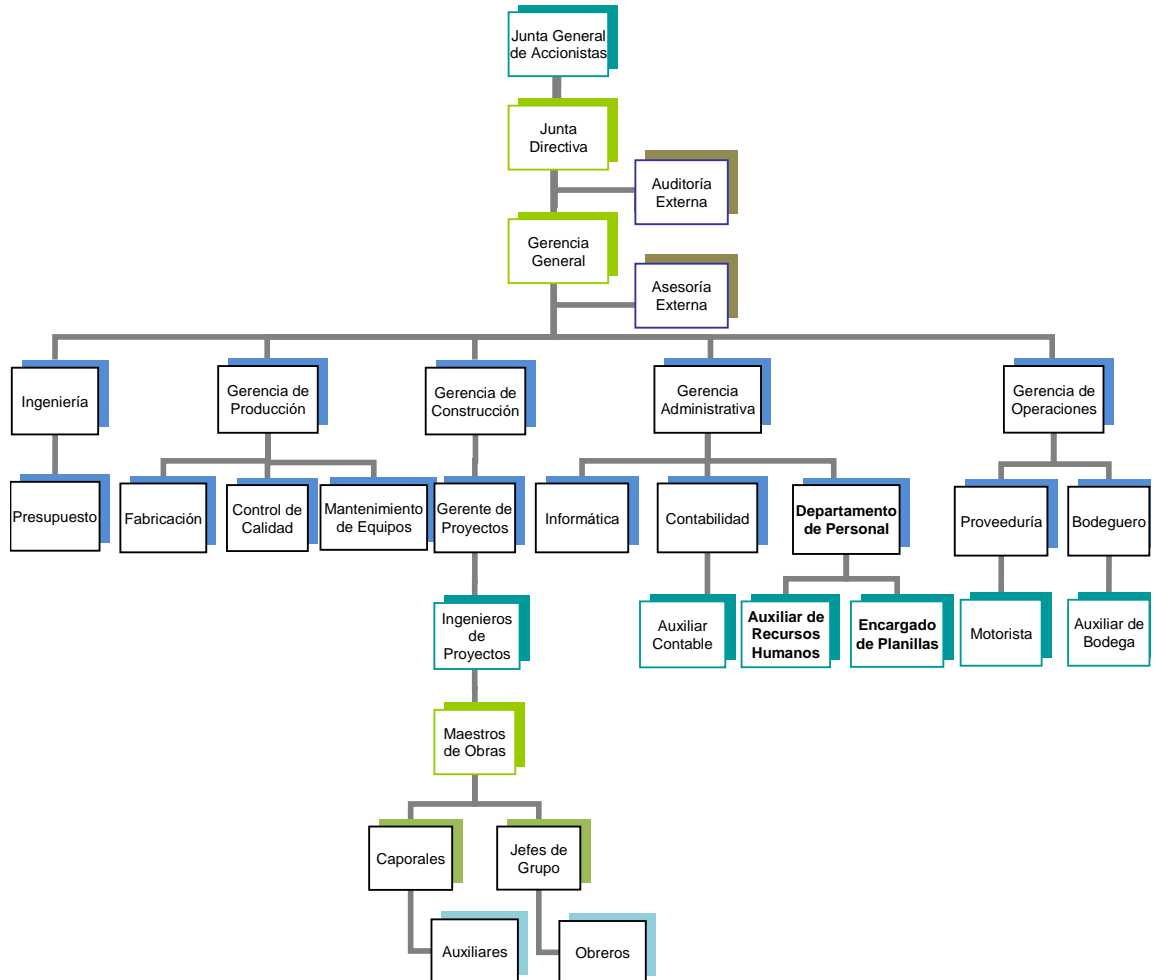 Junta General
de Accionistas
Junta
Directiva
Auditoría
Externa
Gerencia
General
Asesoría
Externa
Ingeniería
Gerencia de
Producción
Gerencia de
Construcción
Gerencia
Administrativa
Gerencia de
Operaciones
Presupuesto
Fabricación
Control de
Calidad
Mantenimiento
de Equipos
Gerente de
Proyectos
Informática
Contabilidad
Departamento
de Personal
Proveeduría
Bodeguero
Ingenieros
de
Proyectos
Auxiliar
Contable
Auxiliar de
Recursos
Humanos
Encargado
de Planillas
Motorista
Auxiliar de
Bodega
Maestros
de Obras
Caporales
Jefes de
Grupo
Auxiliares
Obreros